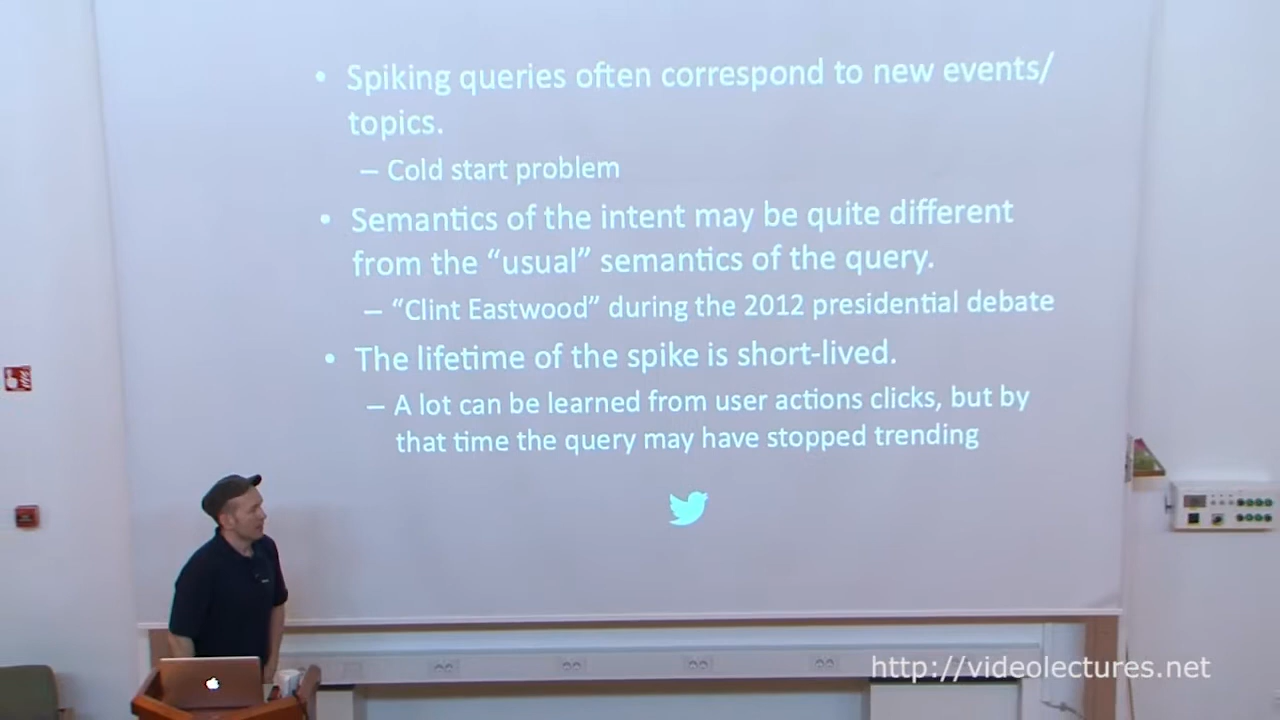 • Spiking queries often correspond to new events/
topics.
– Cold start problem
• Semantics of the intent may be quite different
from the “usual” semantics of the query.
– “Clint Eastwood” during the 2012 presidential debate
• The lifetime of the spike is short-lived.
– A lot can be learned from user actions clicks, but by
that time the query may have stopped trending
http://videolectures.net